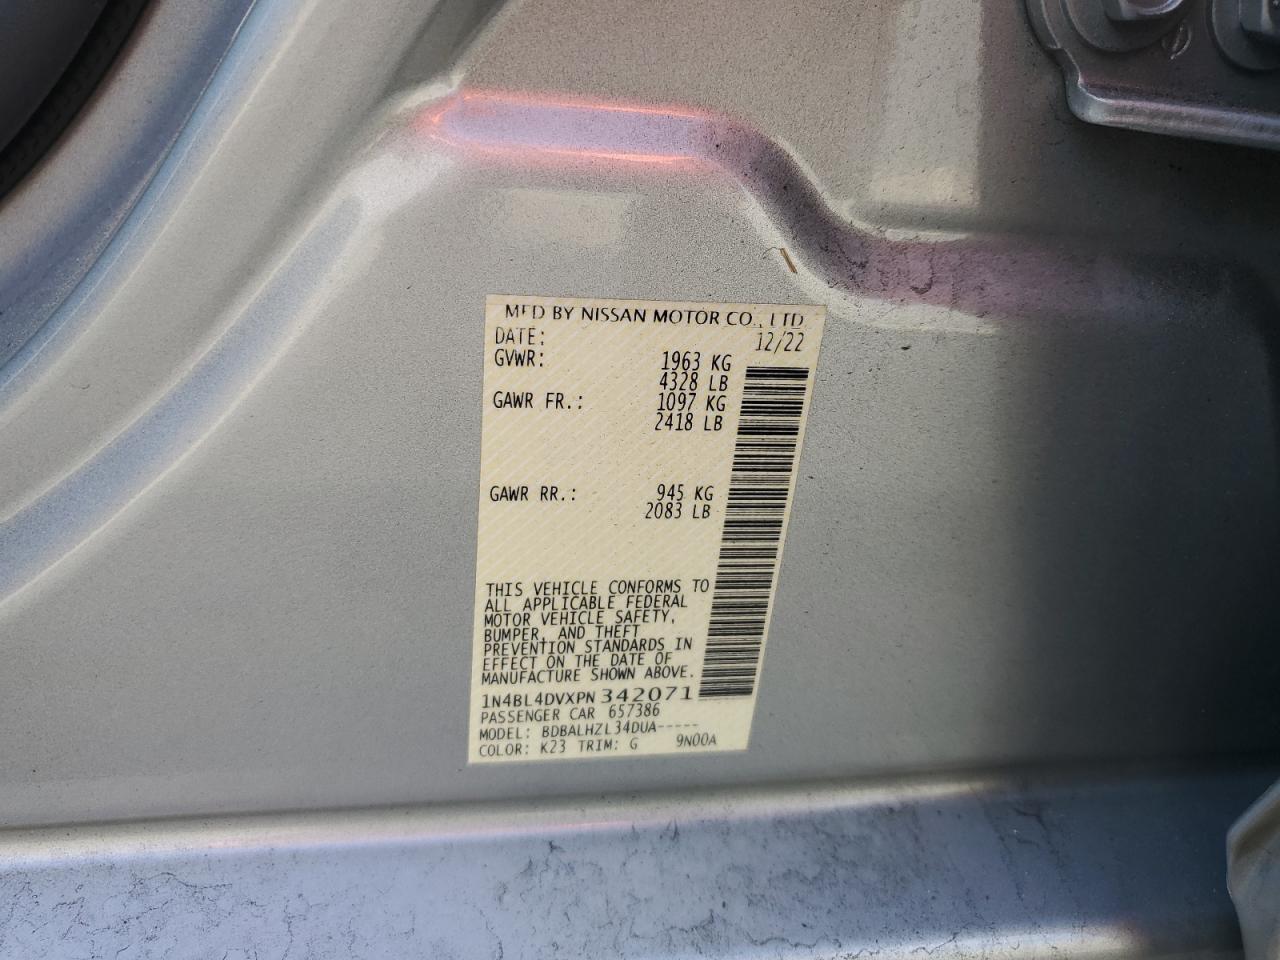 MFD BY NISSAN MOTOR CO., LTD
DATE: 12/22
GVWR: 1963 KG
4328 LB
GAWR FR.: 1097 KG
2418 LB
GAWR RR.: 945 KG
2083 LB
THIS VEHICLE CONFORMS TO
ALL APPLICABLE FEDERAL
MOTOR VEHICLE SAFETY,
BUMPER, AND THEFT
PREVENTION STANDARDS IN
EFFECT ON THE DATE OF
MANUFACTURE SHOWN ABOVE.
1N4BL4DVXPN342071
PASSENGER CAR 657386
MODEL: BDBALHZL34DUA-----
COLOR: K23 TRIM: G 9N00A